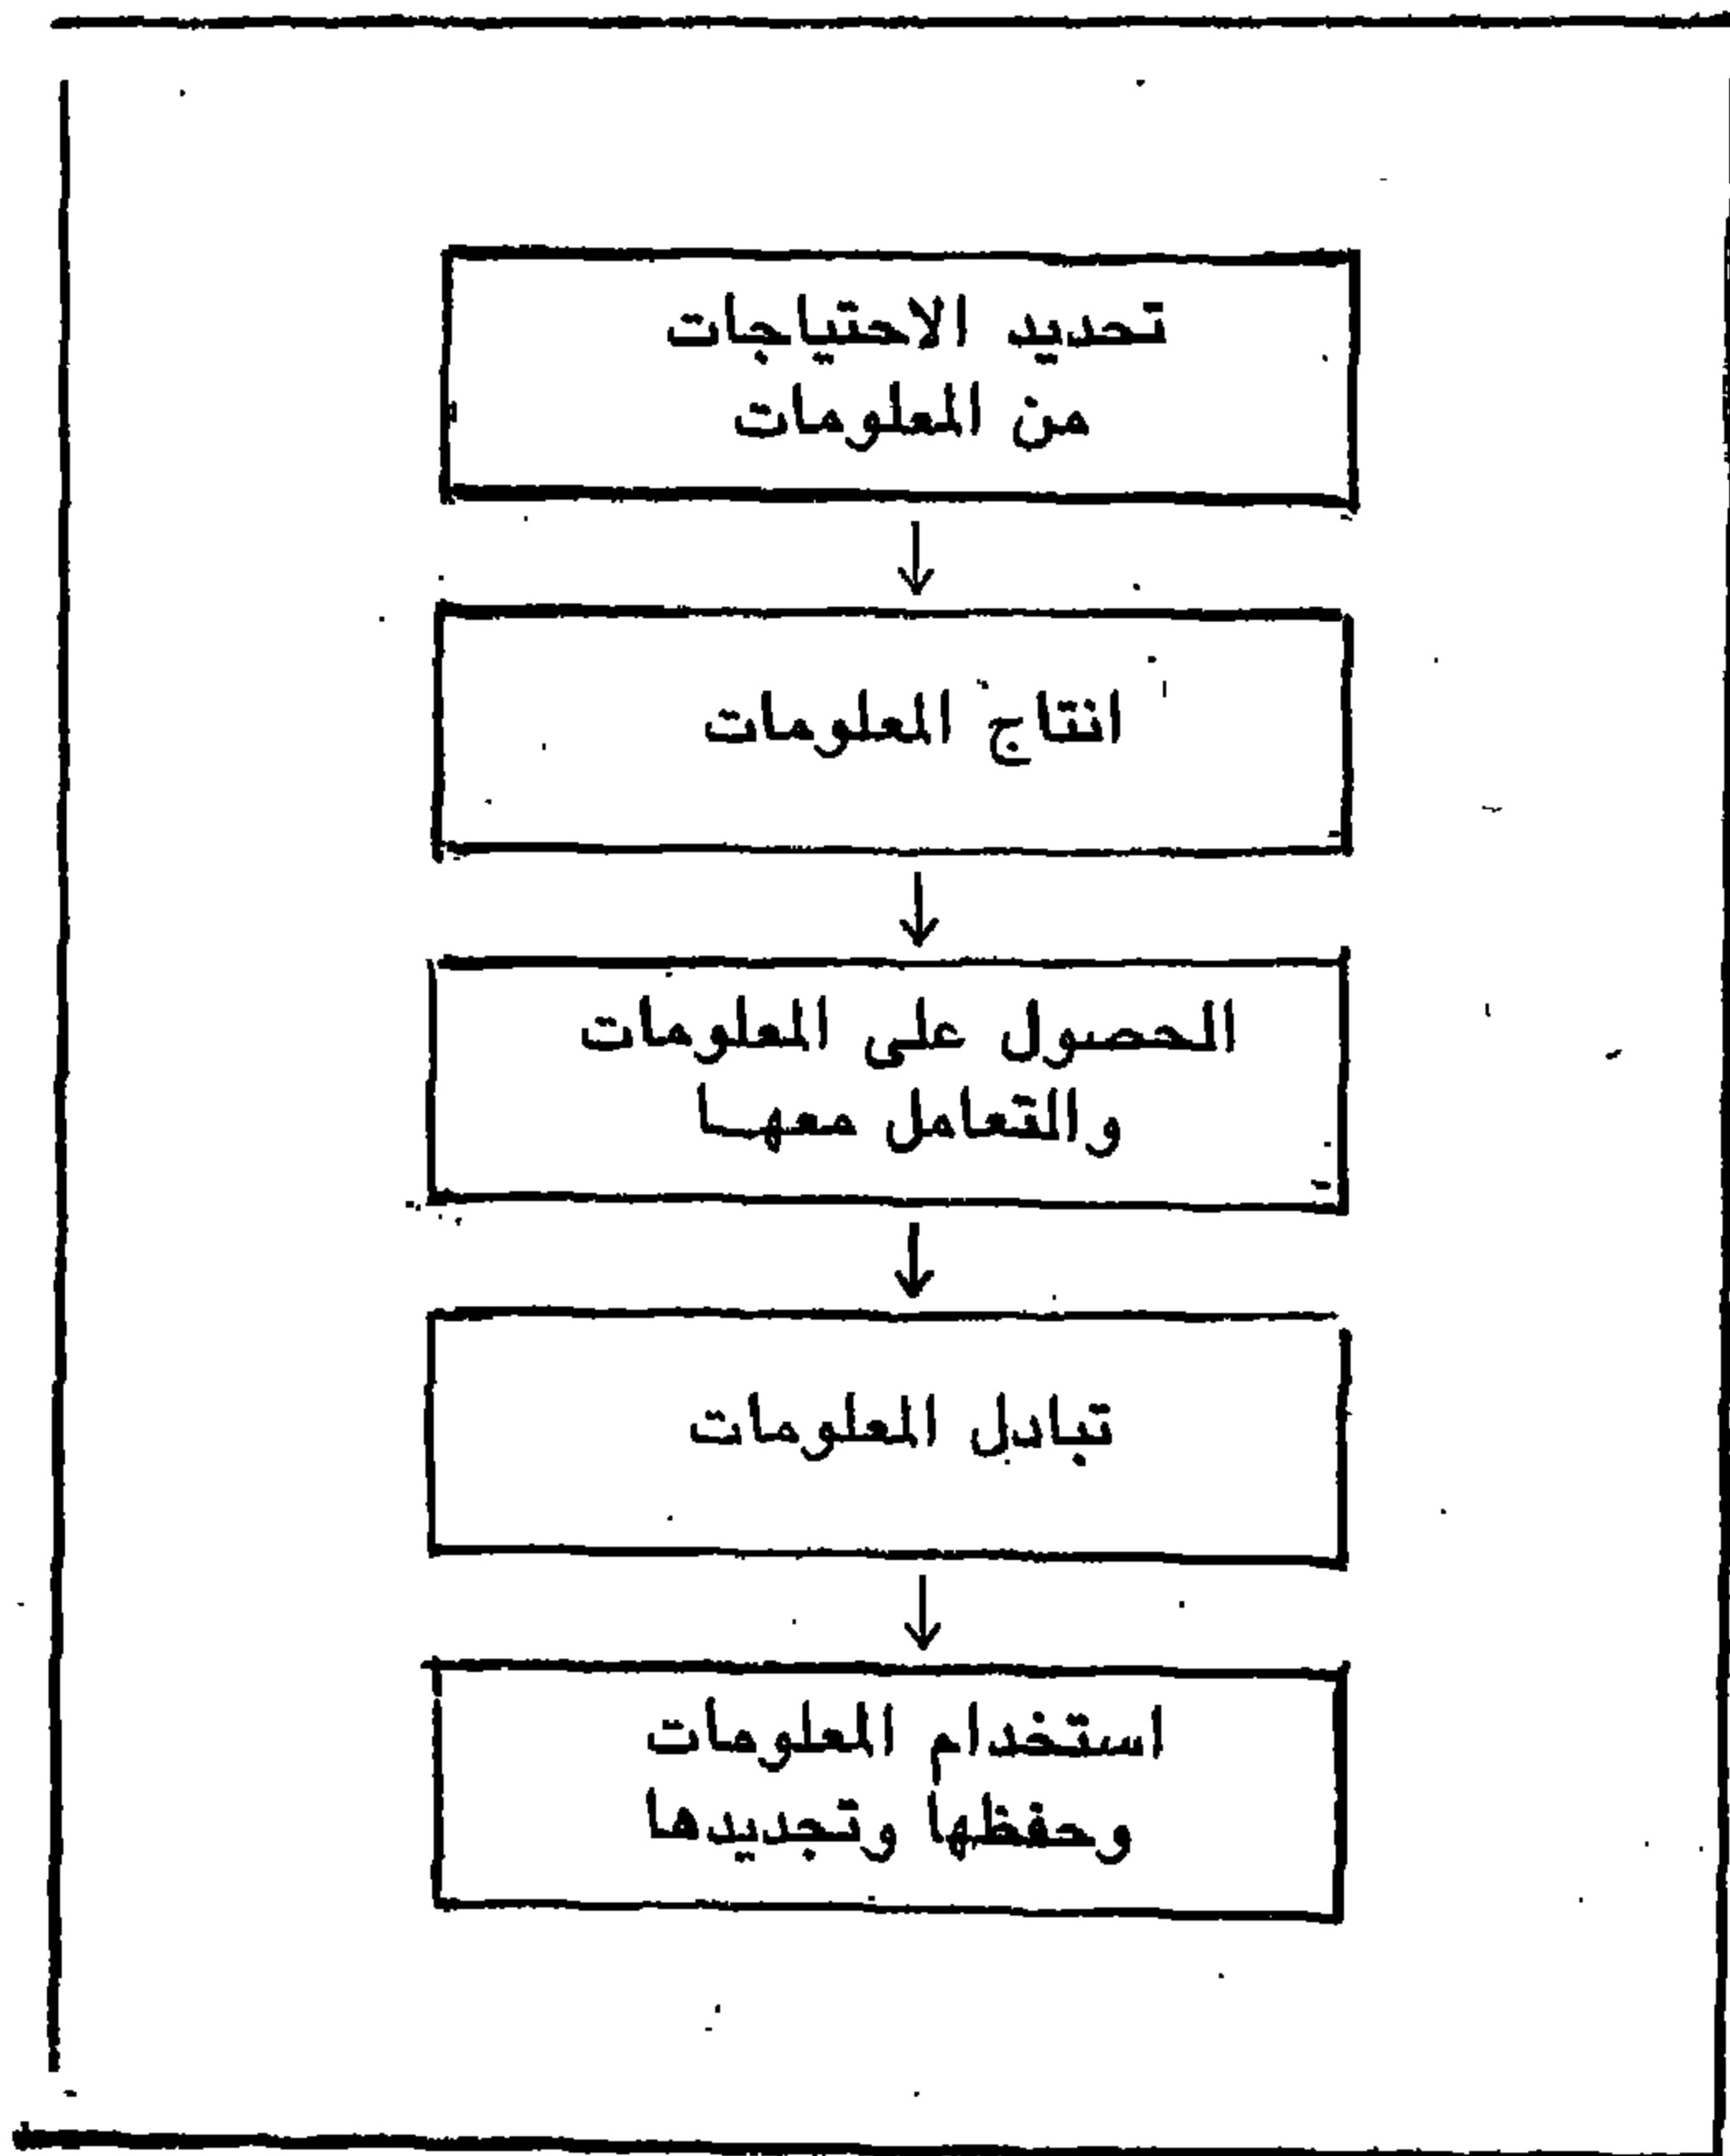 تحديد الاحتياجات
من المعلومات
انتاج المعلومات
الحصول على المعلومات
والتعامل معها
تبادل المعلومات
استخدام المعلومات
وحفظها وتجديدها